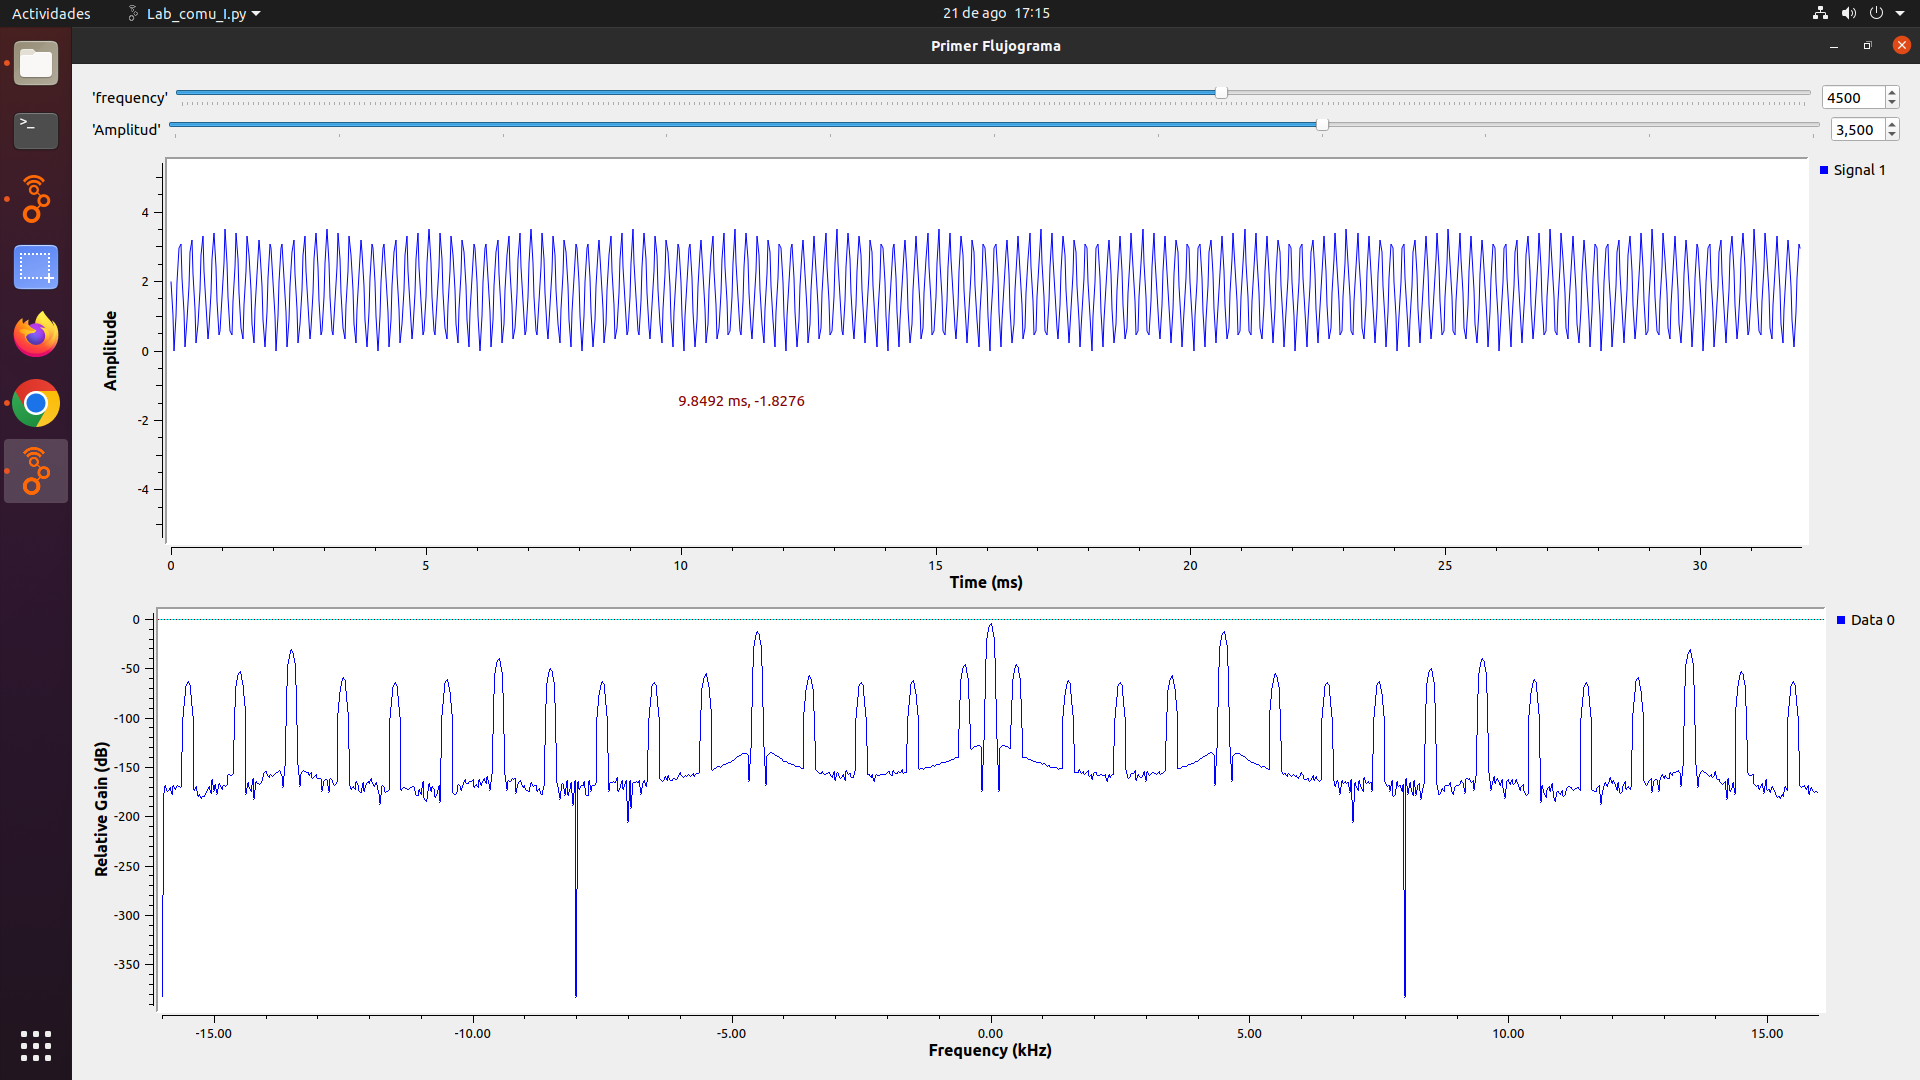 Actividades Lab_comu_I.py 21 de ago 17:15
Primer Flujograma
'frequency' 4500
'Amplitud' 3,500
Signal 1
4
2
0
-2
-4
Amplitude
9.8492 ms, -1.8276
0 5 10 15 20 25 30
Time (ms)
Data 0
0
-50
-100
-150
-200
-250
-300
-350
Relative Gain (dB)
-15.00 -10.00 -5.00 0.00 5.00 10.00 15.00
Frequency (kHz)